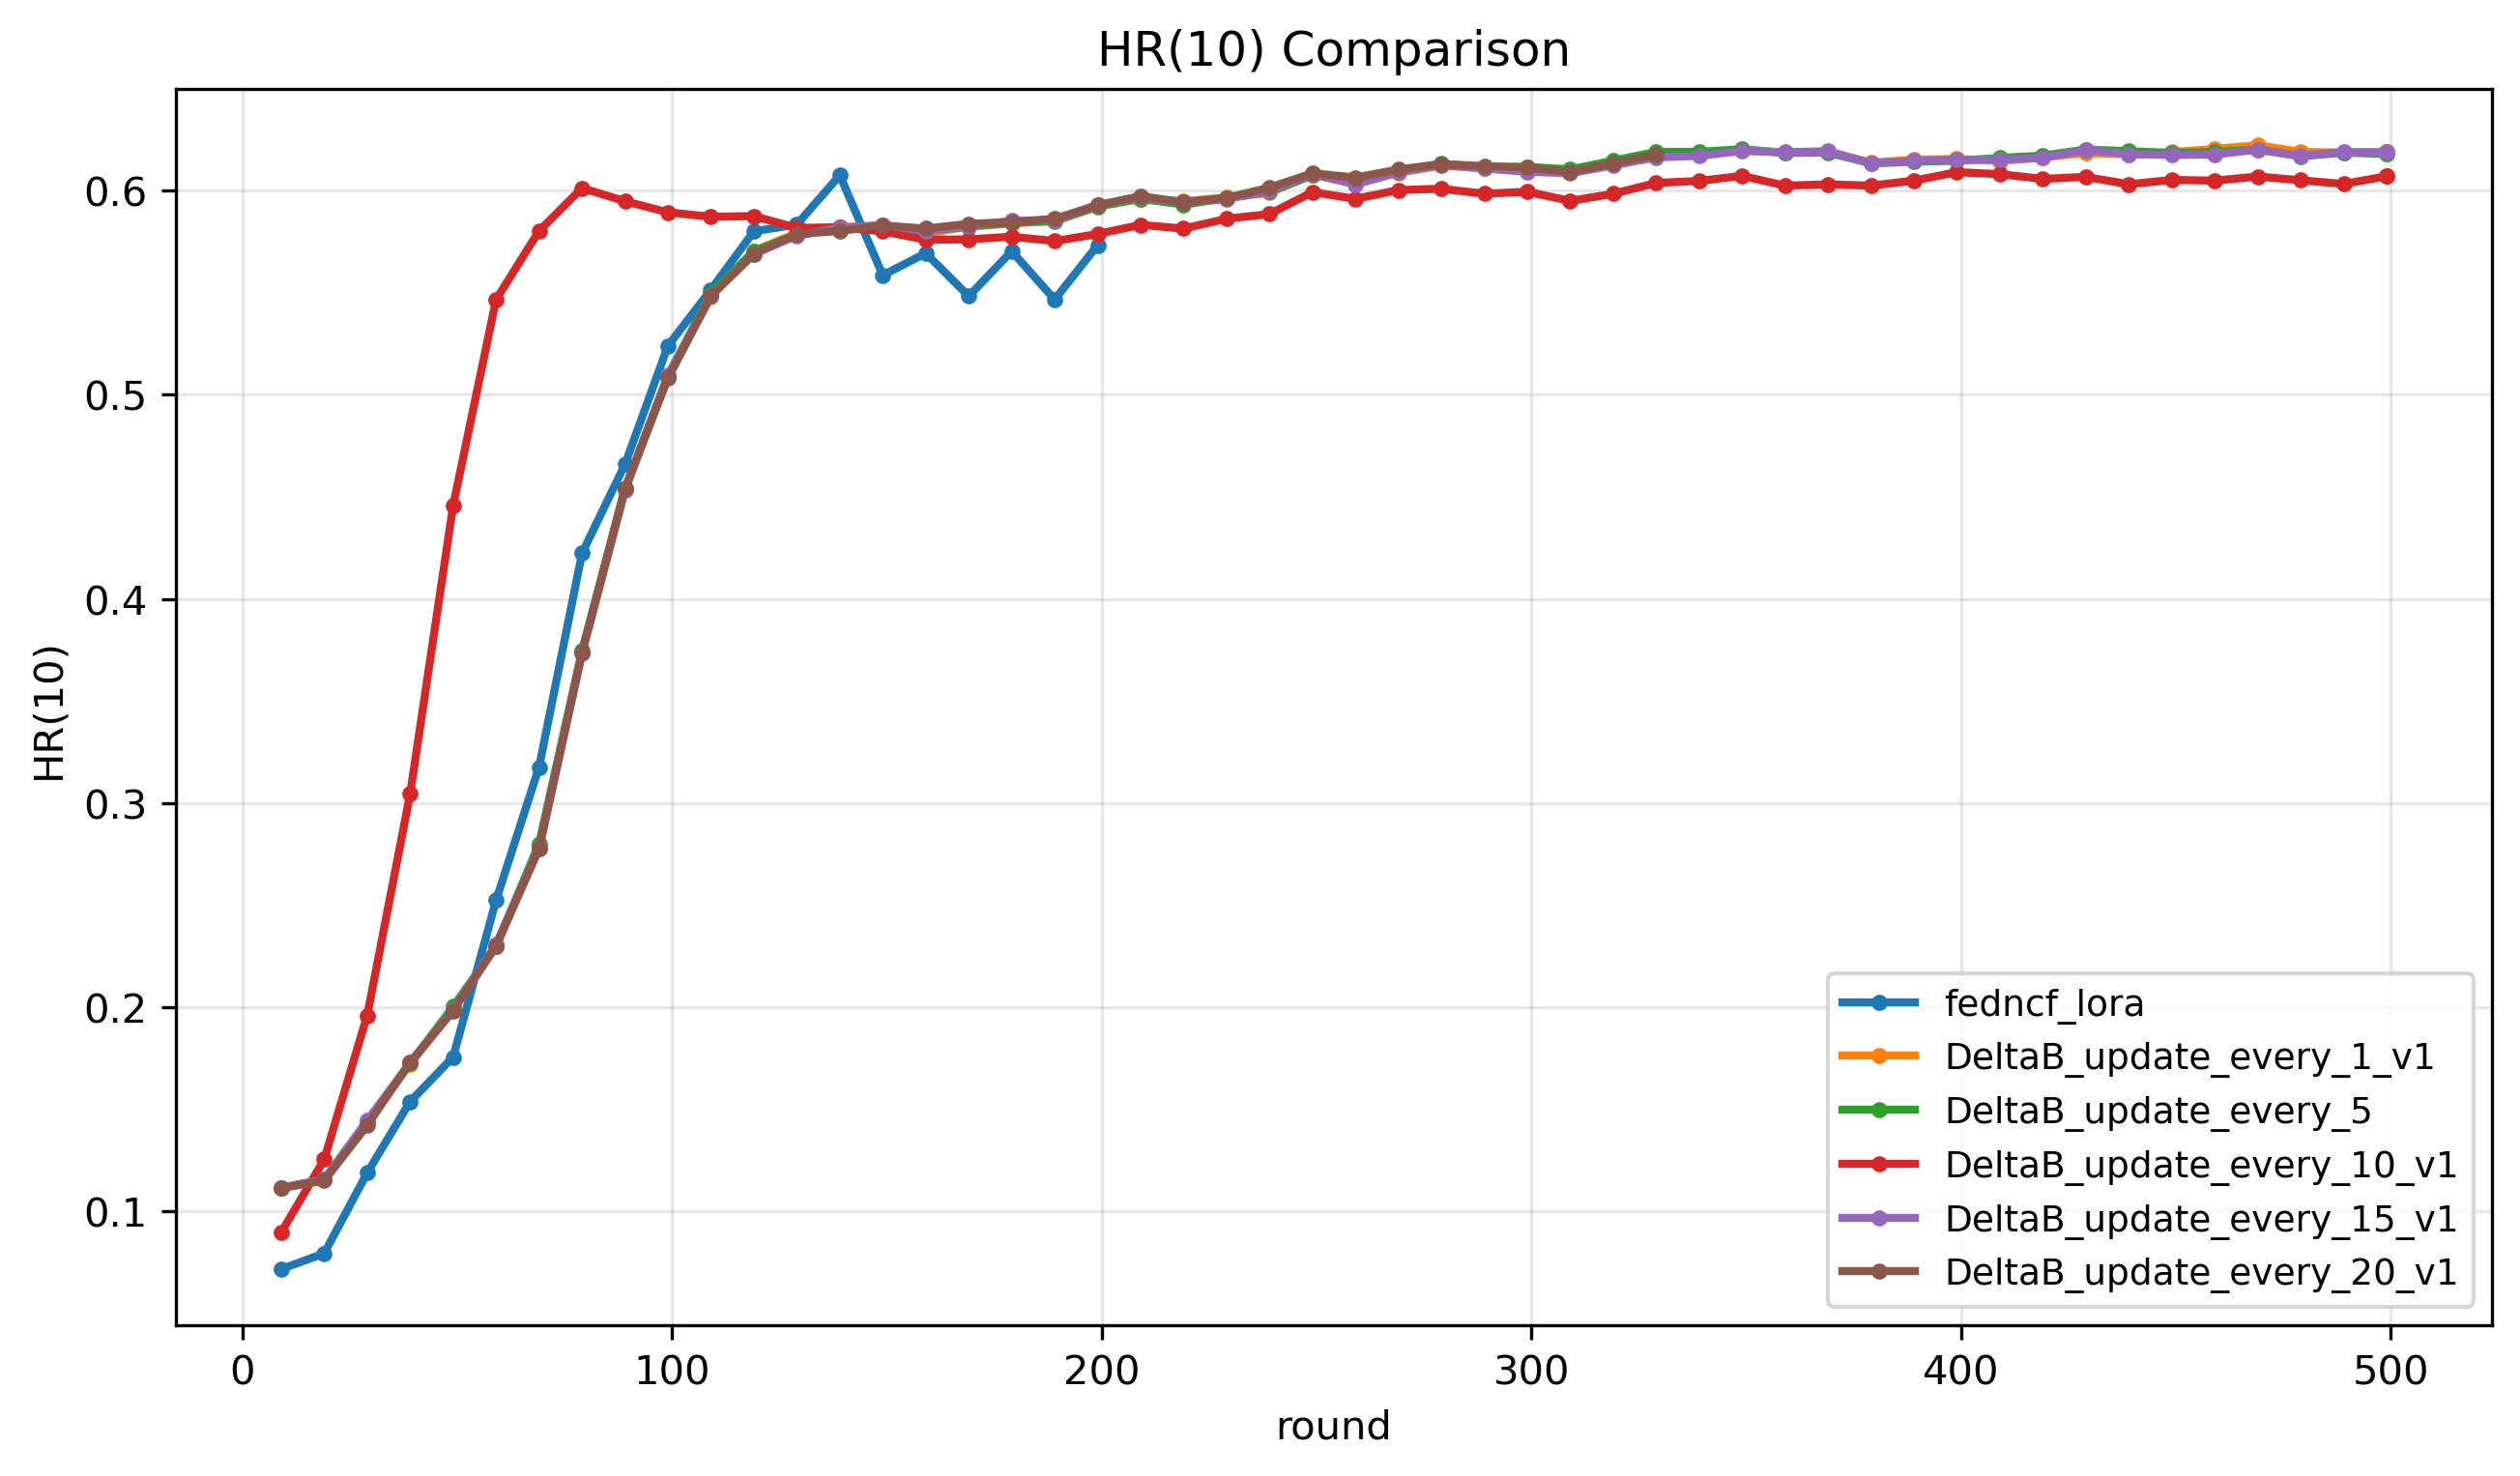 HR(10) Comparison
HR(10)
0.6
0.5
0.4
0.3
0.2
0.1
0
100
200
300
400
500
round
fedncf_lora
DeltaB_update_every_1_v1
DeltaB_update_every_5
DeltaB_update_every_10_v1
DeltaB_update_every_15_v1
DeltaB_update_every_20_v1